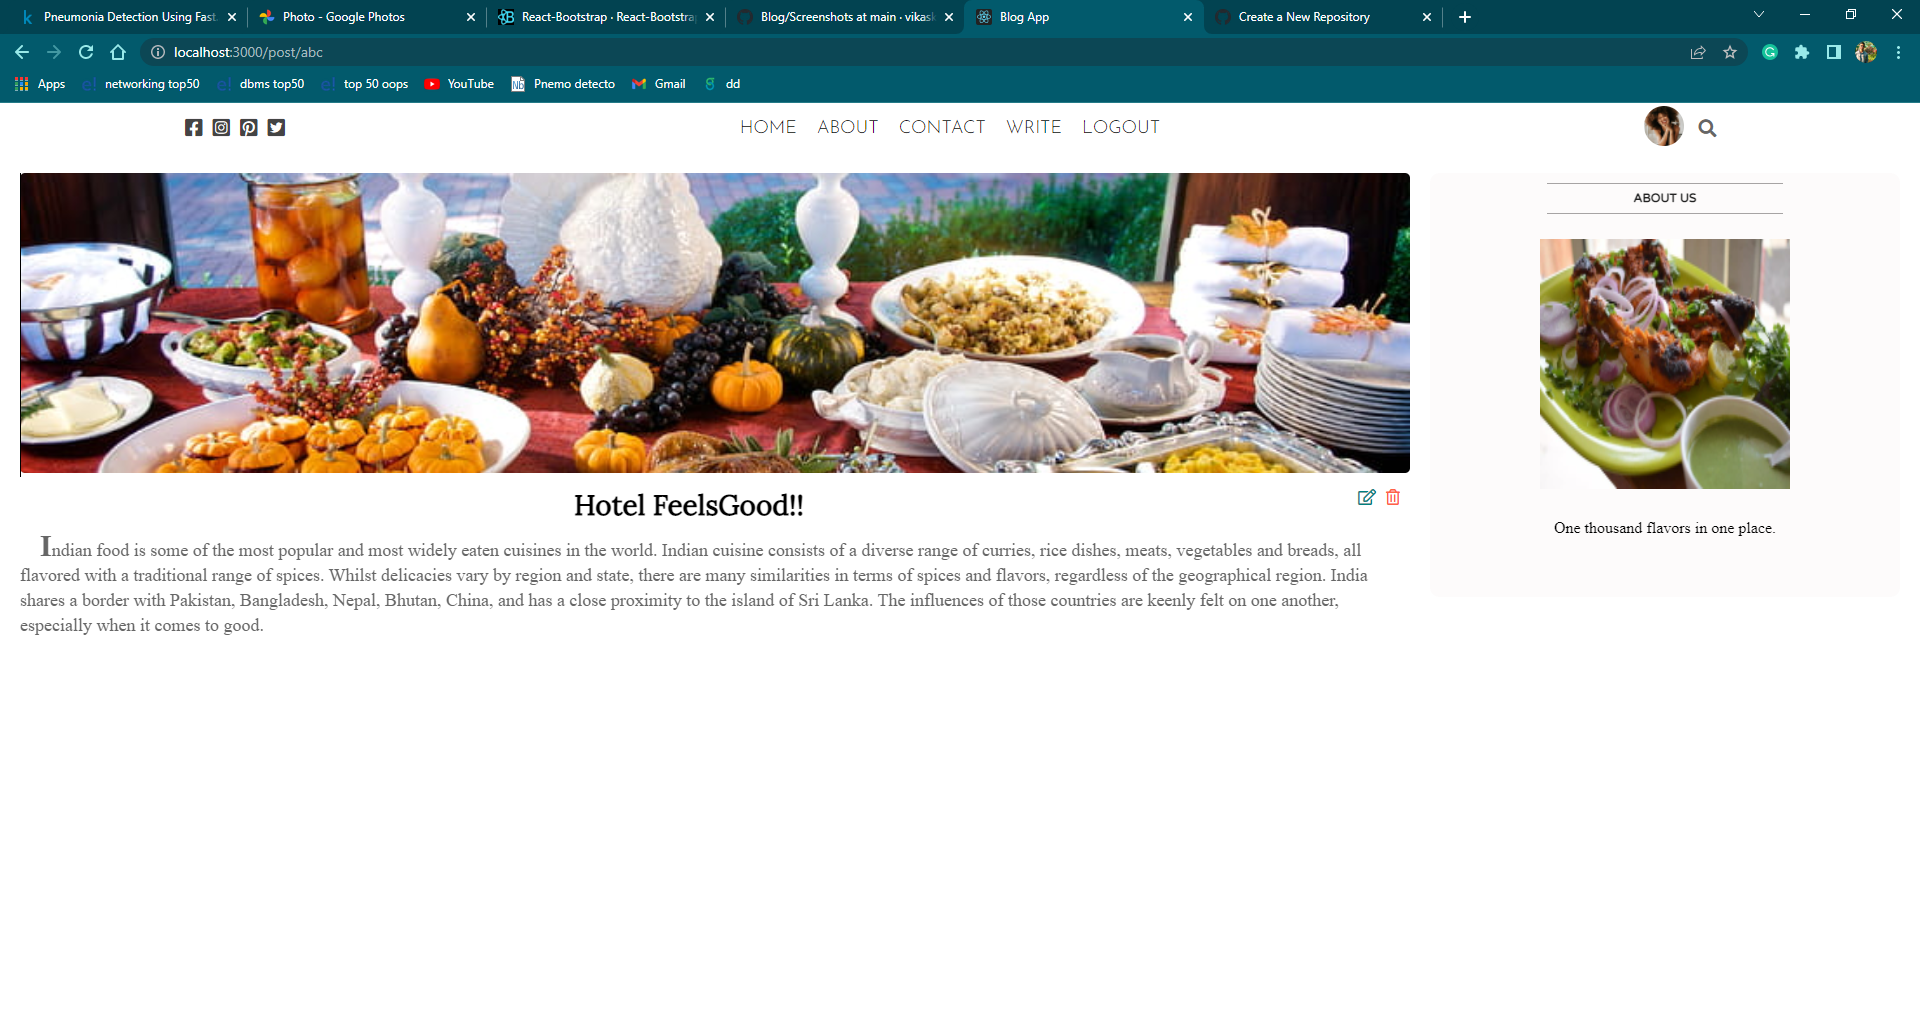 Pneumonia Detection Using Fast
Photo - Google Photos
React-Bootstrap · React-Bootstra
Blog/Screenshots at main · vikask
Blog App
Create a New Repository
localhost:3000/post/abc
Apps
networking top50
dbms top50
top 50 oops
YouTube
Pnemo detecto
Gmail
dd
HOME ABOUT CONTACT WRITE LOGOUT
ABOUT US
Hotel FeelsGood!!
Indian food is some of the most popular and most widely eaten cuisines in the world. Indian cuisine consists of a diverse range of curries, rice dishes, meats, vegetables and breads, all
flavored with a traditional range of spices. Whilst delicacies vary by region and state, there are many similarities in terms of spices and flavors, regardless of the geographical region. India
shares a border with Pakistan, Bangladesh, Nepal, Bhutan, China, and has a close proximity to the island of Sri Lanka. The influences of those countries are keenly felt on one another,
especially when it comes to good.
One thousand flavors in one place.